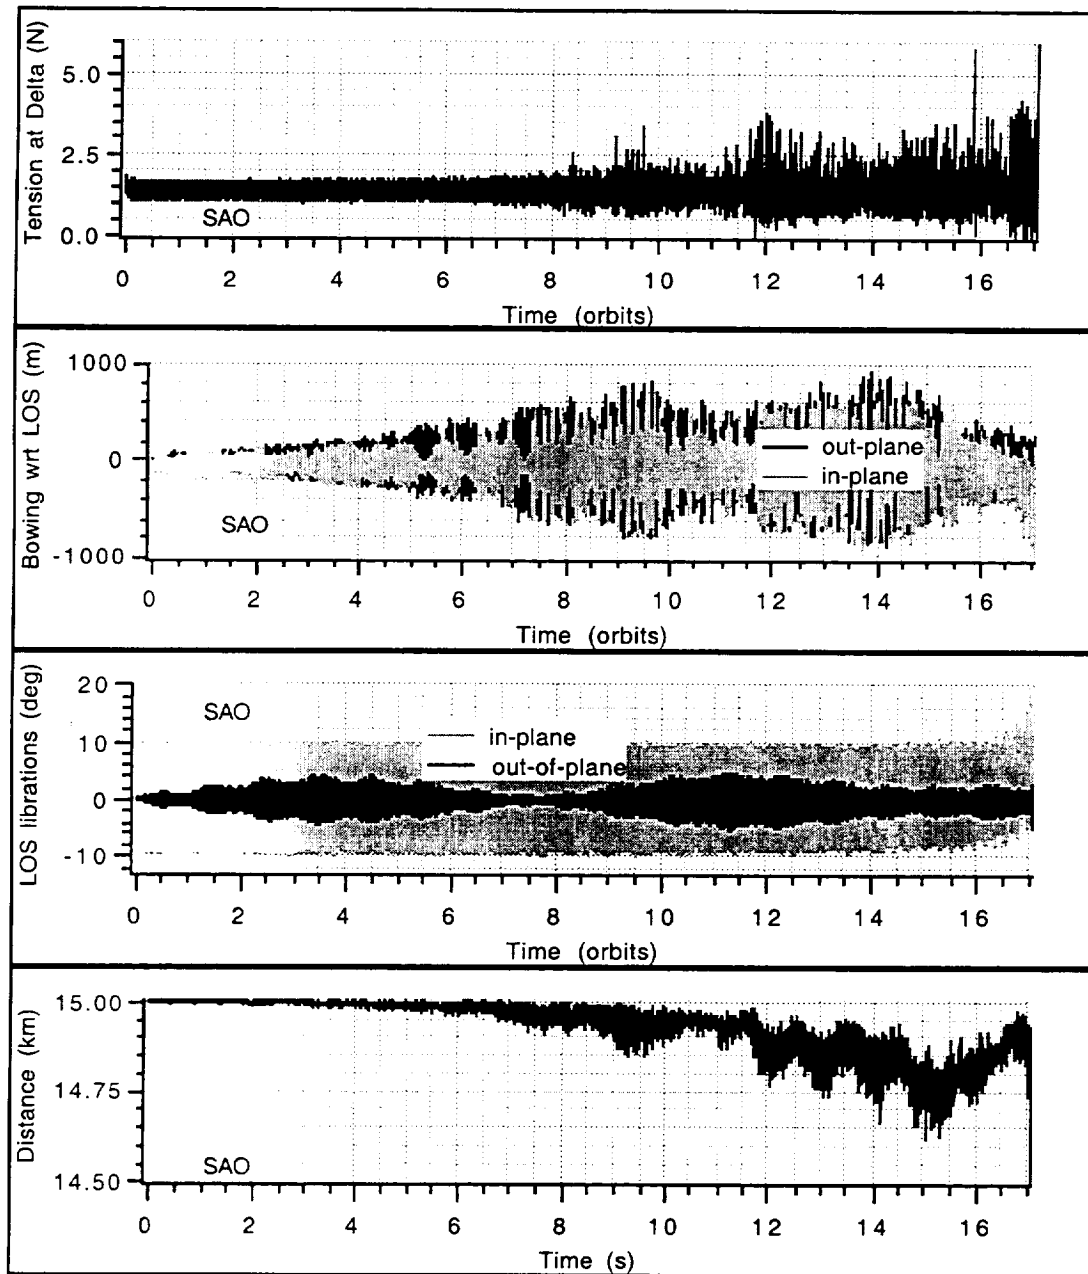 Tension at Delta (N)
5.0
2.5
0.0
SAO
0 2 4 6 8 10 12 14 16
Time (orbits)
Bowing wrt LOS (m)
1000
0
-1000
out-plane
in-plane
SAO
0 2 4 6 8 10 12 14 16
Time (orbits)
LOS librations (deg)
20
10
0
-10
SAO
in-plane
out-of-plane
0 2 4 6 8 10 12 14 16
Time (orbits)
Distance (km)
15.00
14.75
14.50
SAO
0 2 4 6 8 10 12 14 16
Time (s)